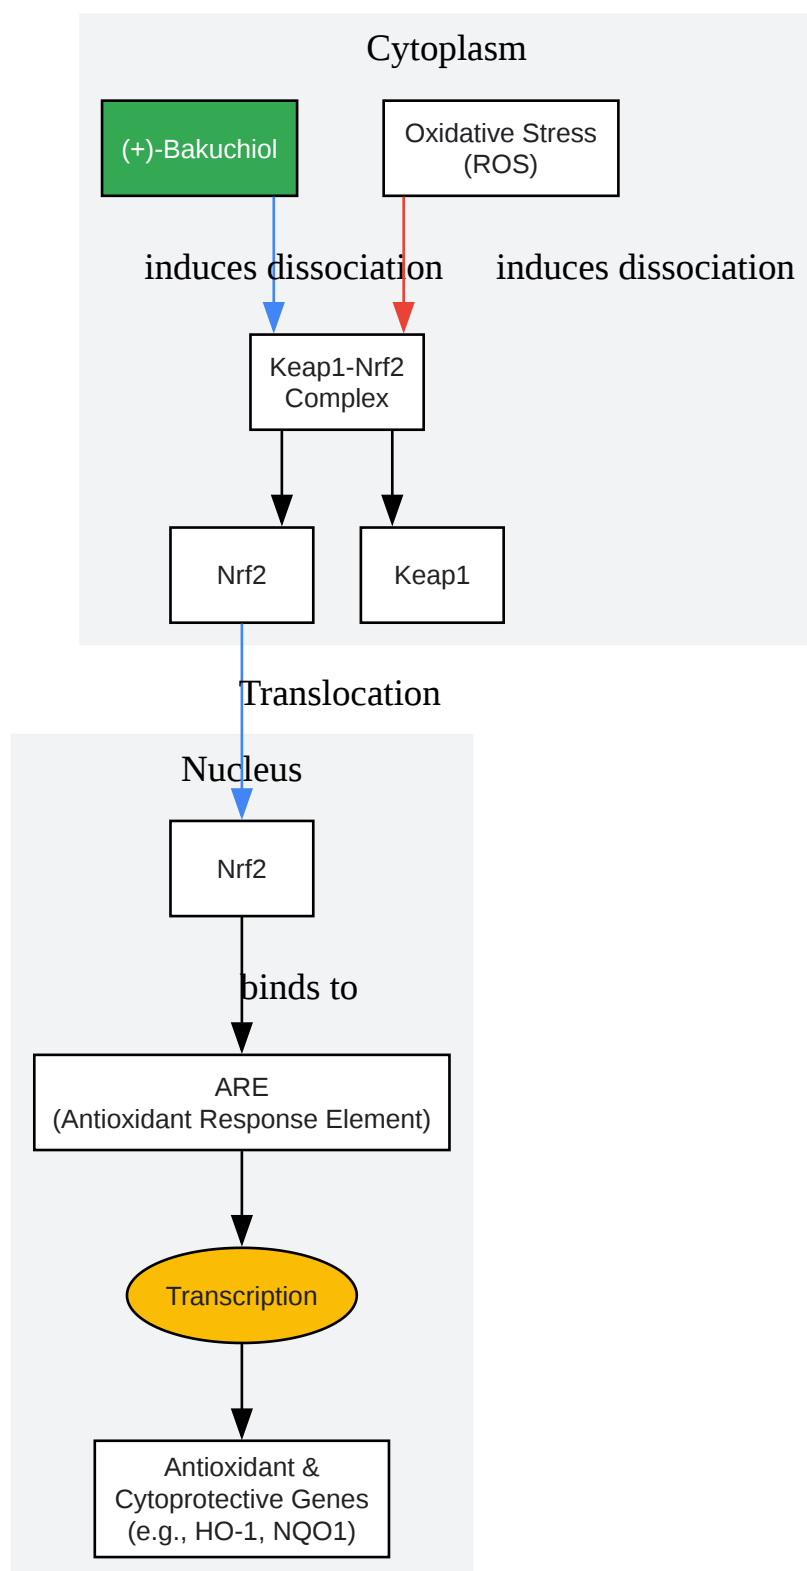 Cytoplasm
(+)-Bakuchiol
Oxidative Stress
(ROS)
induces dissociation
induces dissociation
Keap1-Nrf2
Complex
Nrf2
Keap1
Translocation
Nucleus
Nrf2
binds to
ARE
(Antioxidant Response Element)
Transcription
Antioxidant &
Cytoprotective Genes
(e.g., HO-1, NQO1)